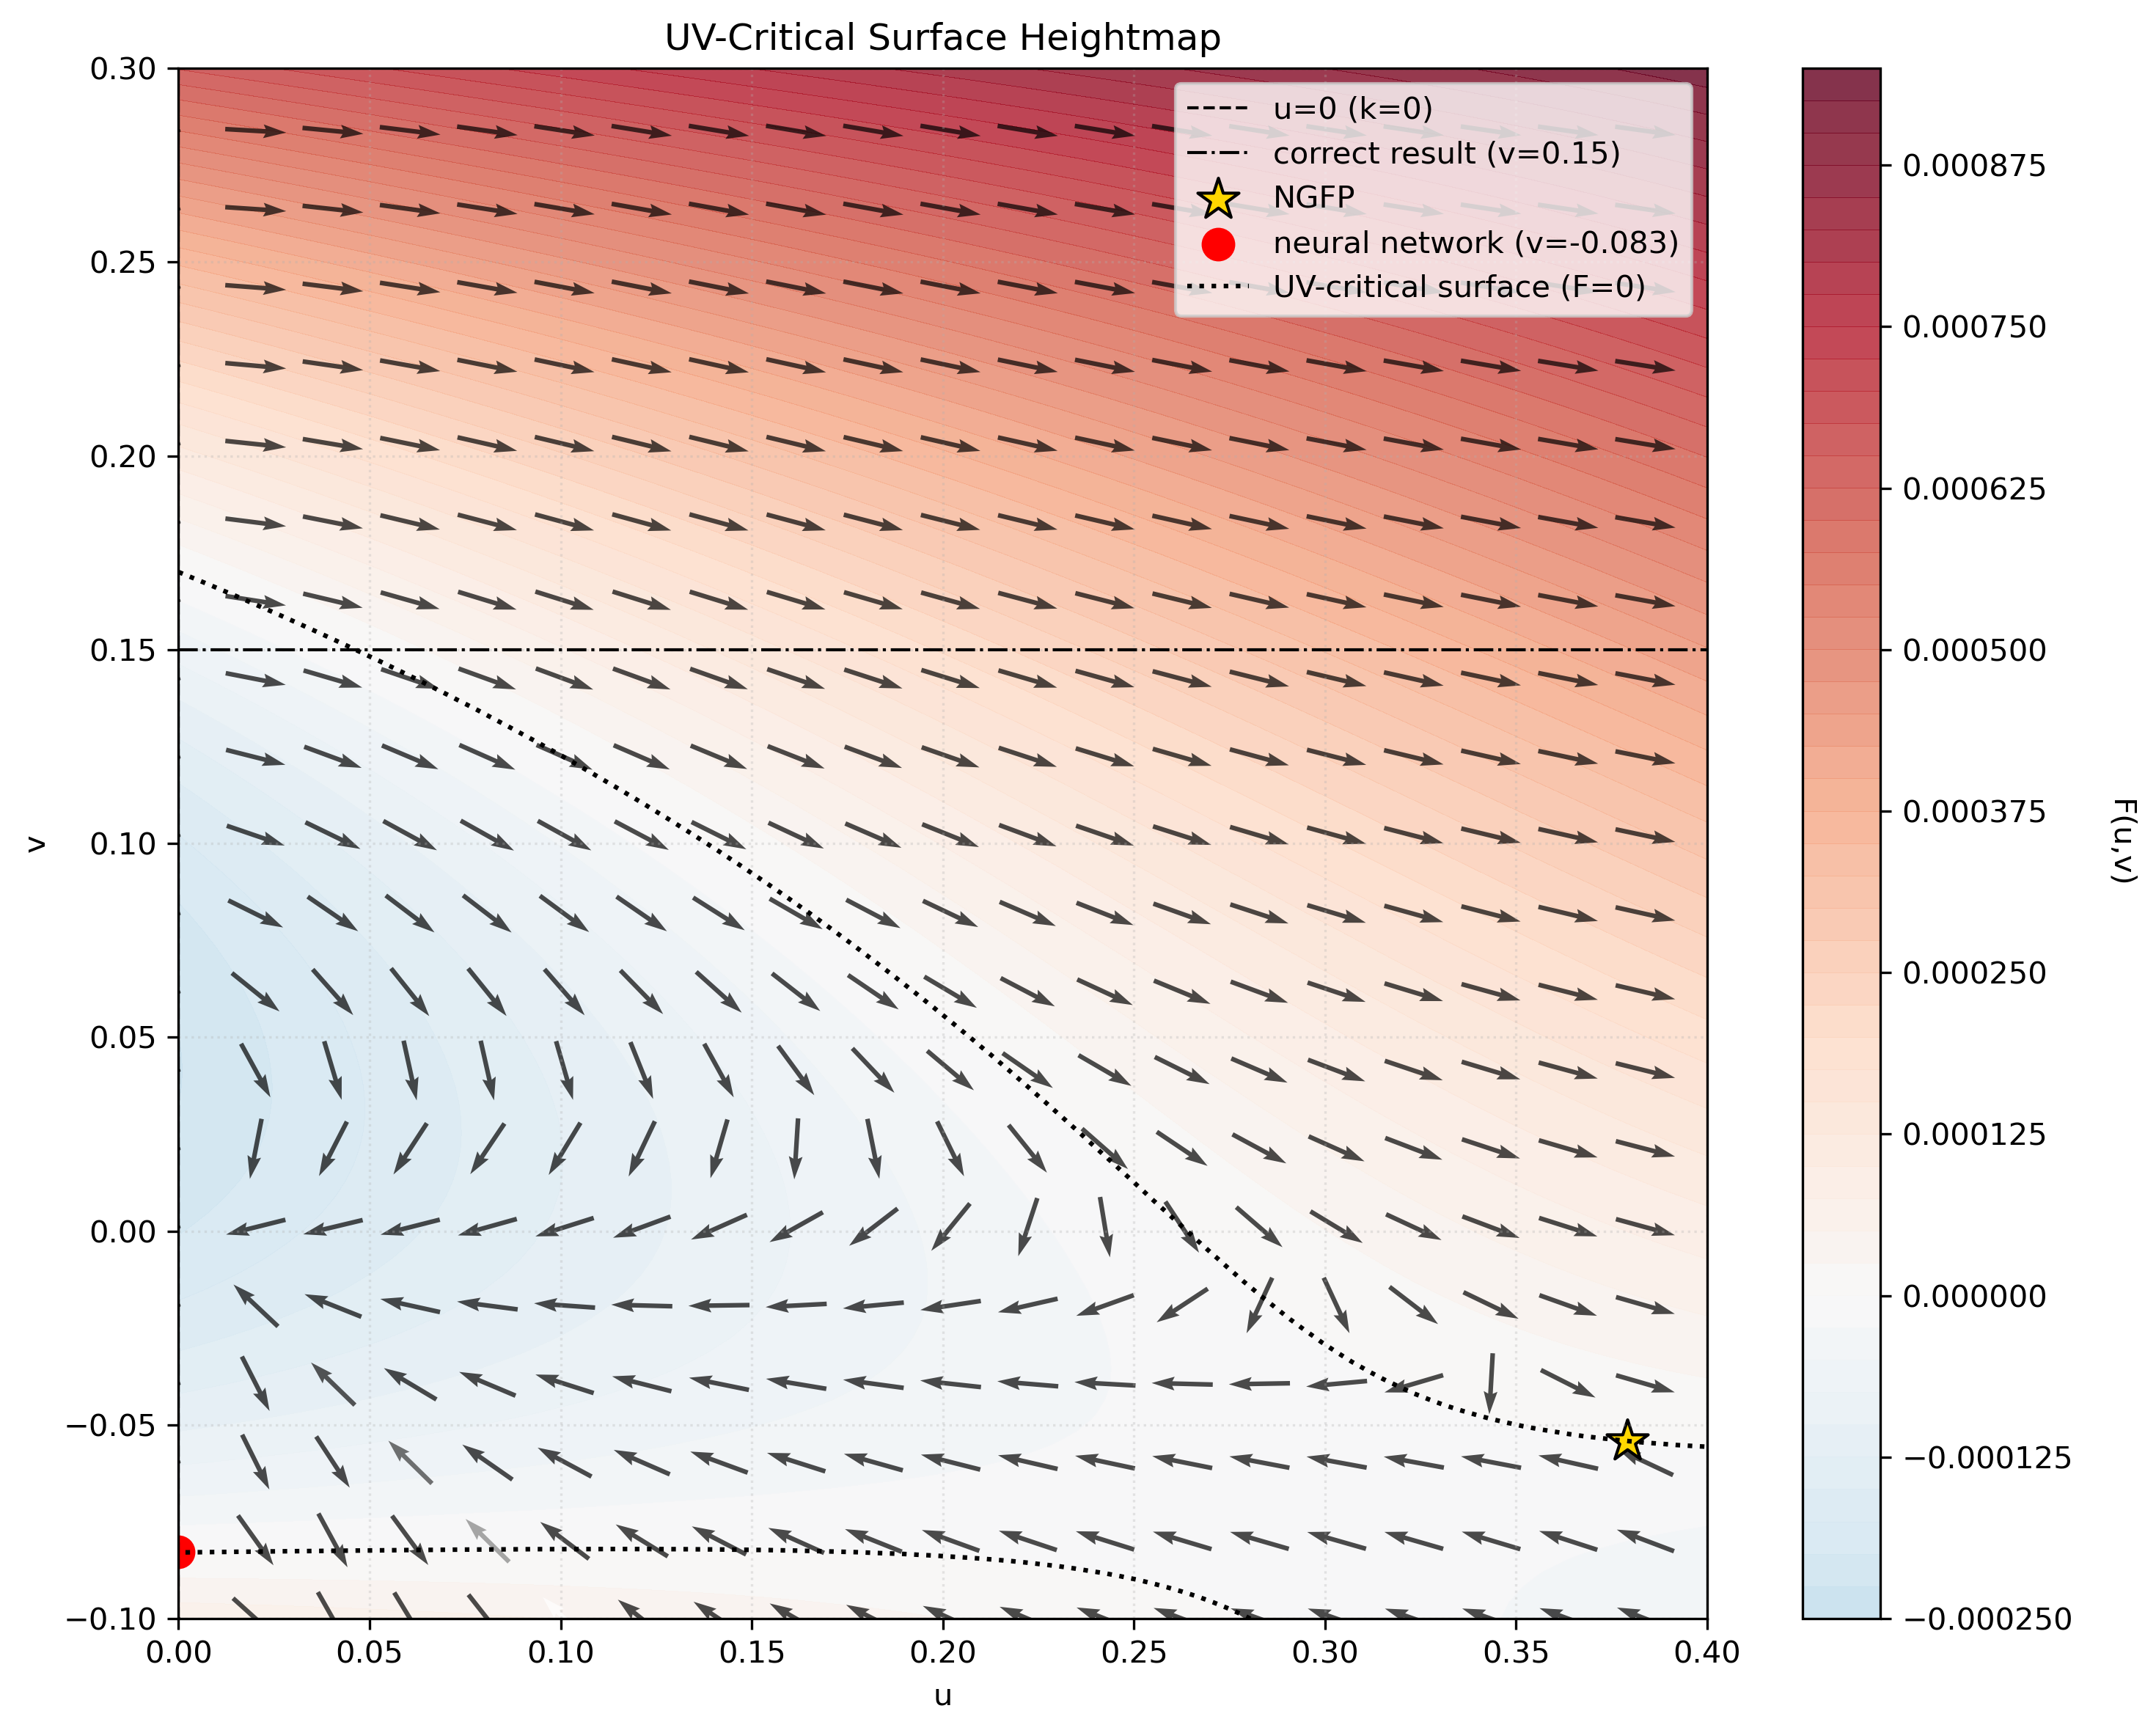 UV-Critical Surface Heightmap
u=0 (k=0)
correct result (v=0.15)
NGFP
neural network (v=-0.083)
UV-critical surface (F=0)
v
0.30
0.25
0.20
0.15
0.10
0.05
0.00
−0.05
−0.10
0.00 0.05 0.10 0.15 0.20 0.25 0.30 0.35 0.40
u
0.000875
0.000750
0.000625
0.000500
0.000375
0.000250
0.000125
0.000000
−0.000125
−0.000250
F(u,v)